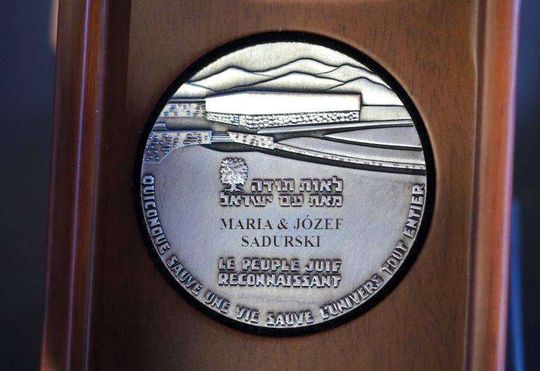 לאות תודה
מאת עם ישראל
MARIA & JÓZEF
SADURSKI
LE PEUPLE JUIF
RECONNAISSANT
QUICONQUE SAUVE UNE VIE SAUVE L'UNIVERS TOUT ENTIER